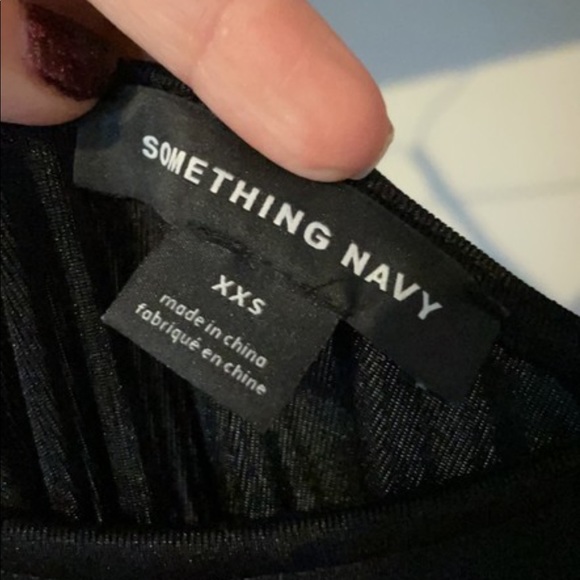 SOMETHING NAVY
XXS
made in china
fabriqué en chine